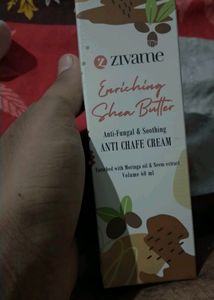 zivame
Enriching
Shea Butter
Anti-Fungal & Soothing
ANTI CHAFE CREAM
Enriched with Moringa oil & Neem extract
Volume 60 ml